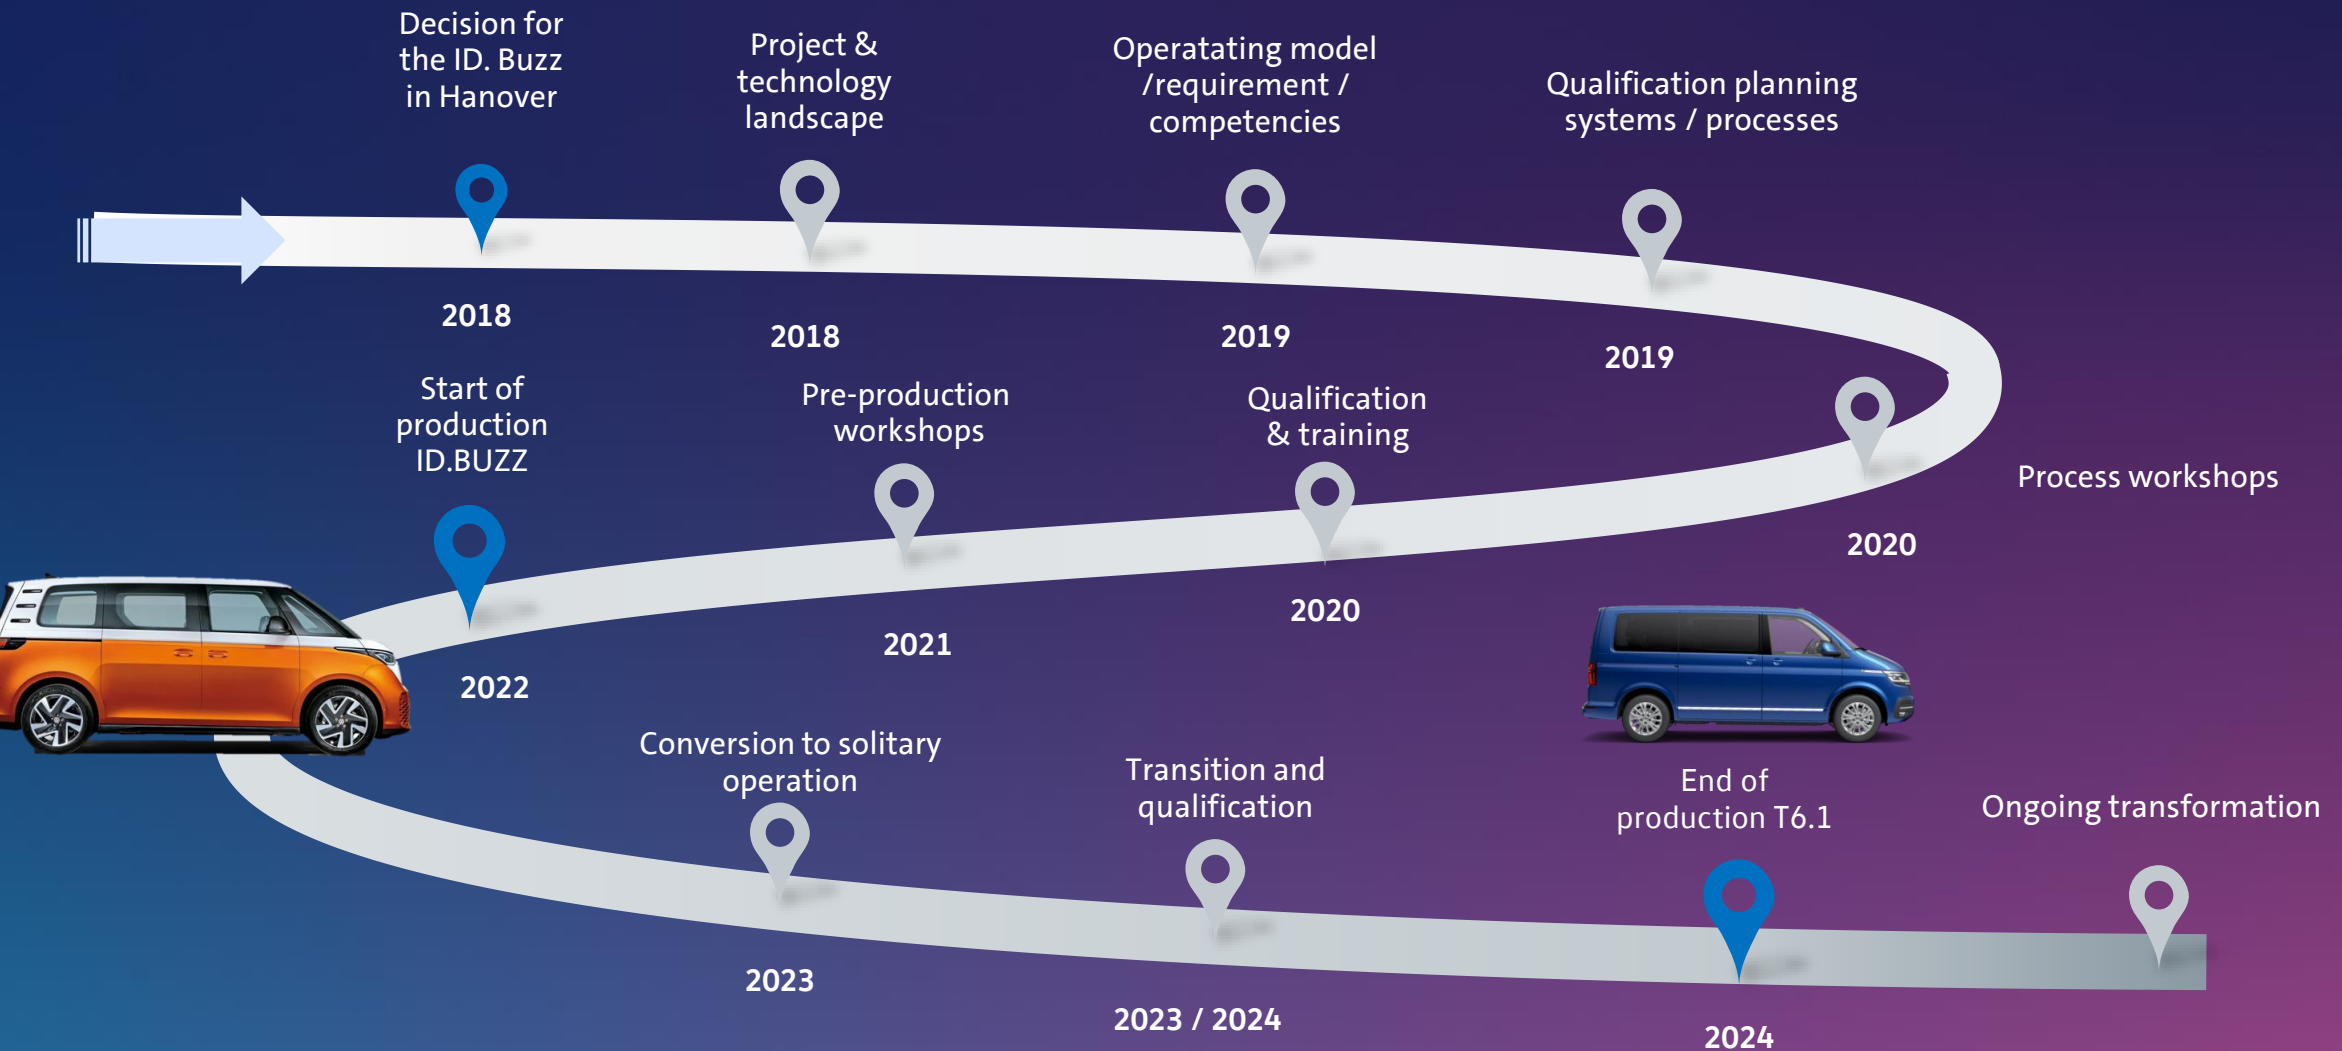 Decision for
the ID. Buzz
in Hanover
2018
Project &
technology
landscape
2018
Operatating model
/requirement /
competencies
2019
Qualification planning
systems / processes
2019
Process workshops
2020
Qualification
& training
2020
Pre-production
workshops
2021
Start of
production
ID.BUZZ
2022
Conversion to solitary
operation
2023
Transition and
qualification
2023 / 2024
End of
production T6.1
2024
Ongoing transformation